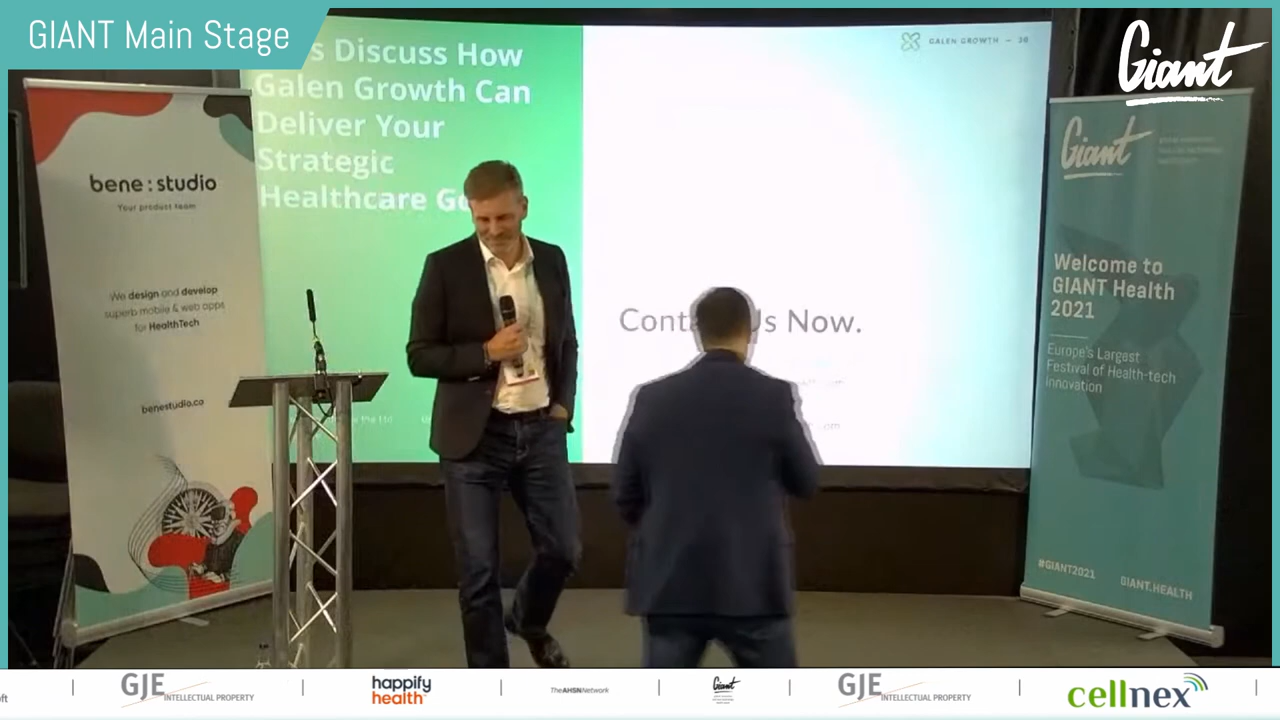 GIANT Main Stage
Giant
s Discuss How
Galen Growth Can
Deliver Your
Strategic
Healthcare Go
GALEN GROWTH — 28
Conta Us Now.
bene : studio
Your product team
We design and develop
superb mobile & web apps
for HealthTech
benestudio.co
Giant
Welcome to
GIANT Health
2021
Europe's Largest
Festival of Health-tech
Innovation
#GIANT2021
GIANT.HEALTH
oft
GJE INTELLECTUAL PROPERTY
happify
health
TheAHSNNetwork
Giant
GJE INTELLECTUAL PROPERTY
cellnex